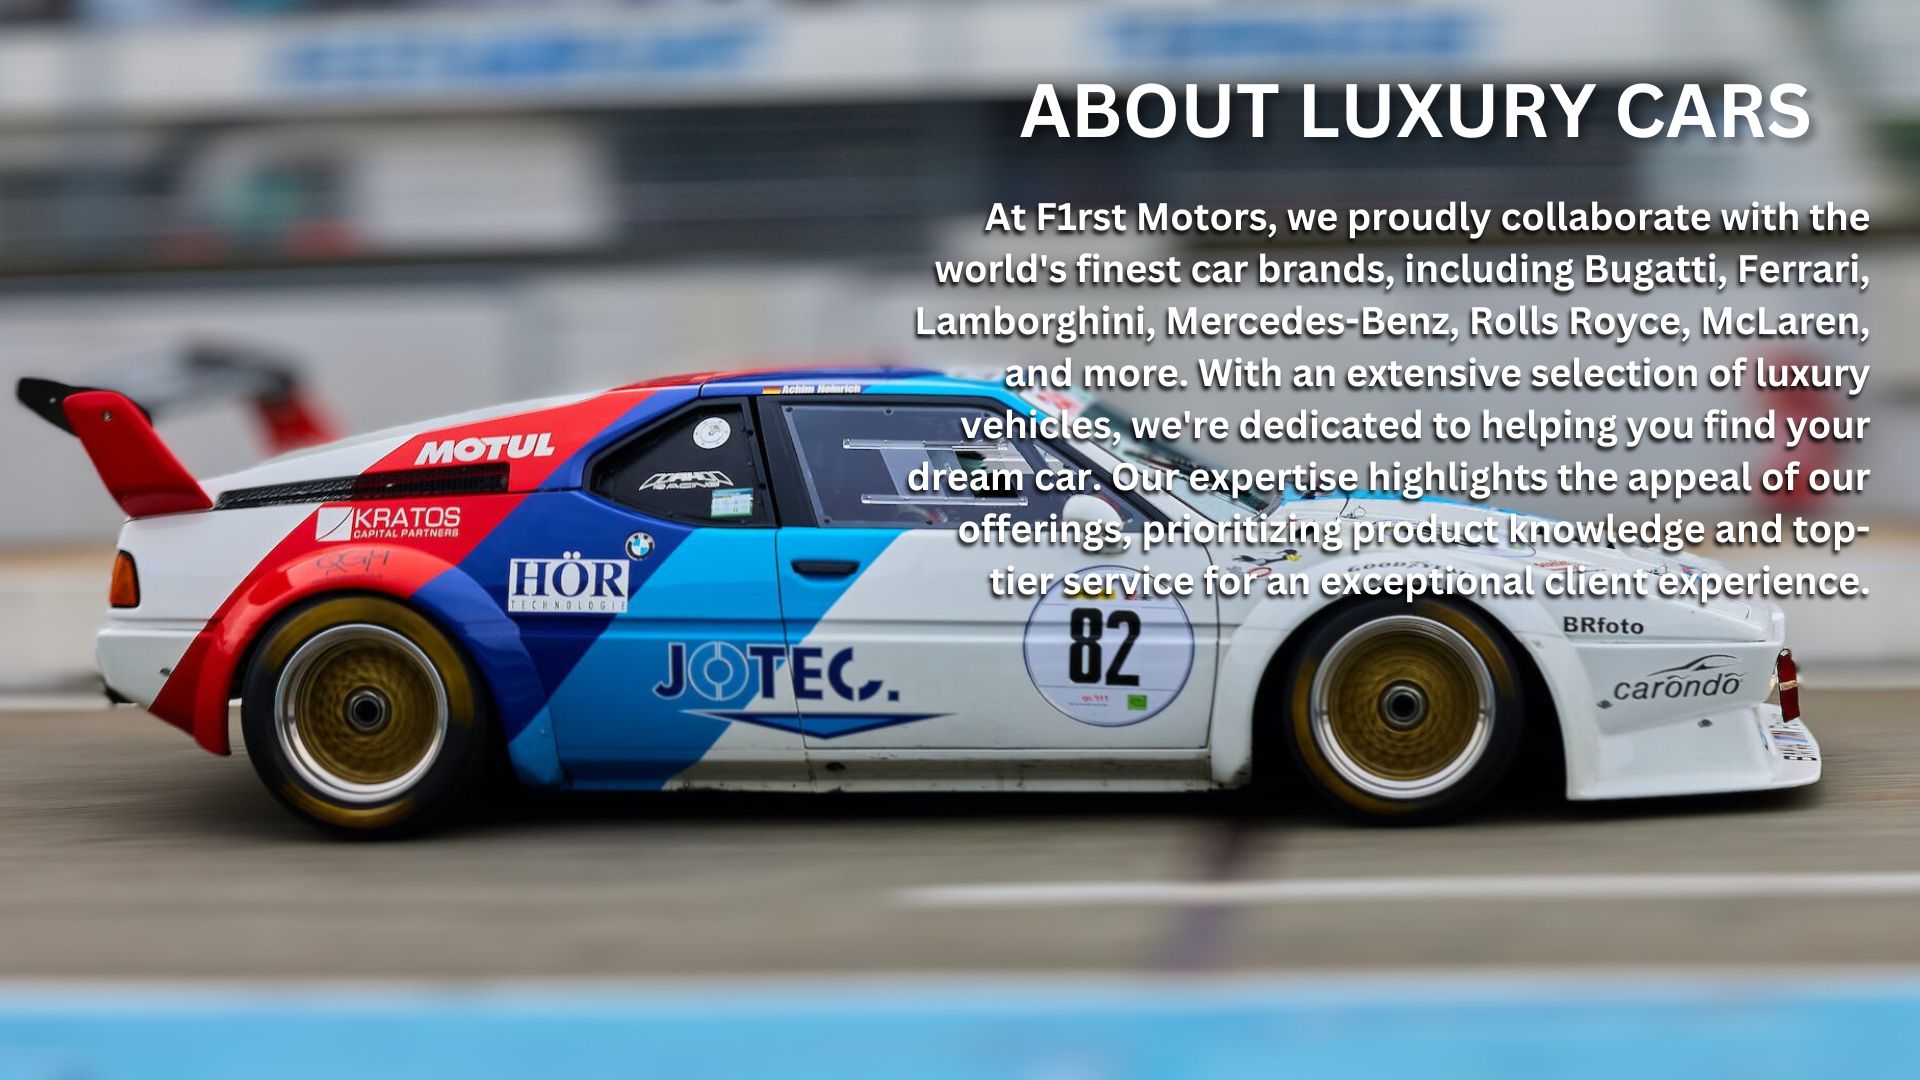 ABOUT LUXURY CARS
At F1rst Motors, we proudly collaborate with the
world's finest car brands, including Bugatti, Ferrari,
Lamborghini, Mercedes-Benz, Rolls Royce, McLaren,
and more. With an extensive selection of luxury
vehicles, we're dedicated to helping you find your
dream car. Our expertise highlights the appeal of our
offerings, prioritizing product knowledge and top-
tier service for an exceptional client experience.
Achim Heinrich
MOTUL
RACING
KRATOS
CAPITAL PARTNERS
HÖR
TECHNOLOGIE
BMW
JOTEC.
82
BRfoto
carondo